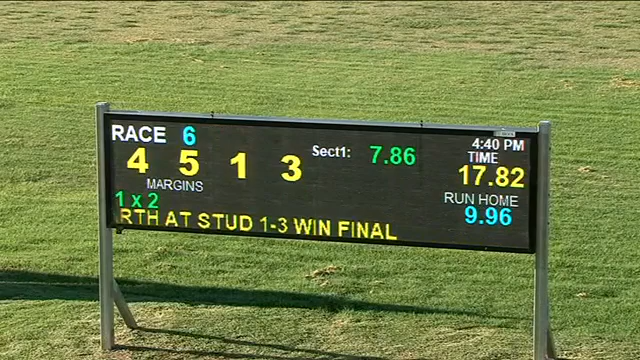 RACE 6
4 5 1 3
MARGINS
1 x 2
Sect1: 7.86
4:40 PM
TIME
17.82
RUN HOME
9.96
ARTH AT STUD 1-3 WIN FINAL